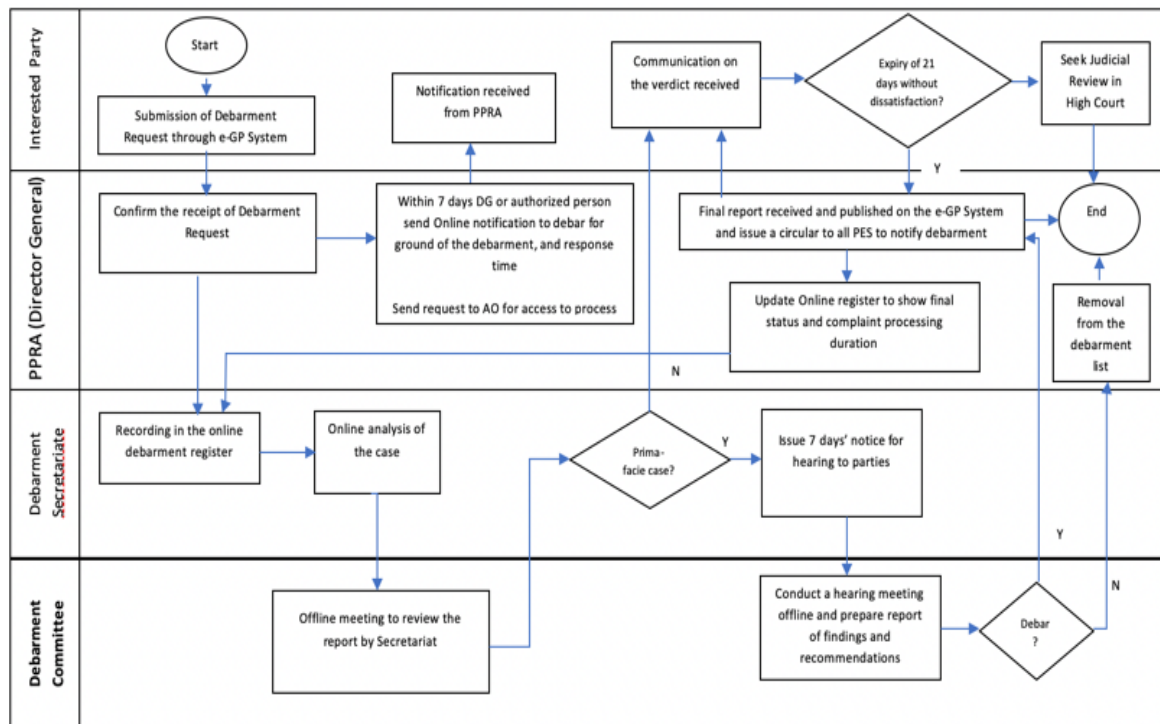 Interested Party
Start
Submission of Debarment
Request through e-GP System
Notification received
from PPRA
Communication on
the verdict received
Expiry of 21
days without
dissatisfaction?
Seek Judicial
Review in
High Court
Y
PPRA (Director General)
Confirm the receipt of Debarment
Request
Within 7 days DG or authorized person
send Online notification to debar for
ground of the debarment, and response
time
Send request to AO for access to process
Final report received and published on the e-GP System
and issue a circular to all PES to notify debarment
End
Update Online register to show final
status and complaint processing
duration
Removal
from the
debarment
list
N
Debarment
Secretariate
Recording in the online
debarment register
Online analysis of
the case
Prima-
facie case?
Y
Issue 7 days' notice for
hearing to parties
Y
Debarment
Committee
Offline meeting to review the
report by Secretariat
Conduct a hearing meeting
offline and prepare report
of findings and
recommendations
Debar
?
N